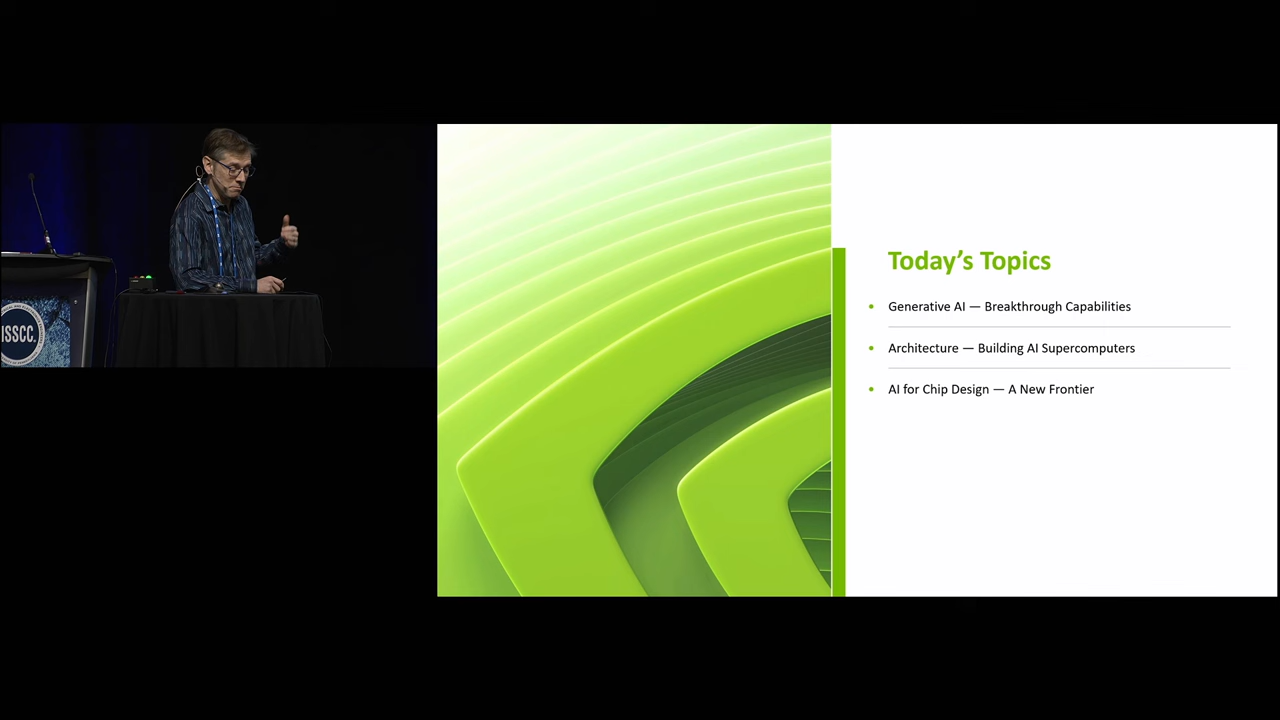 ISSCC.
Today's Topics
• Generative AI — Breakthrough Capabilities
• Architecture — Building AI Supercomputers
• AI for Chip Design — A New Frontier